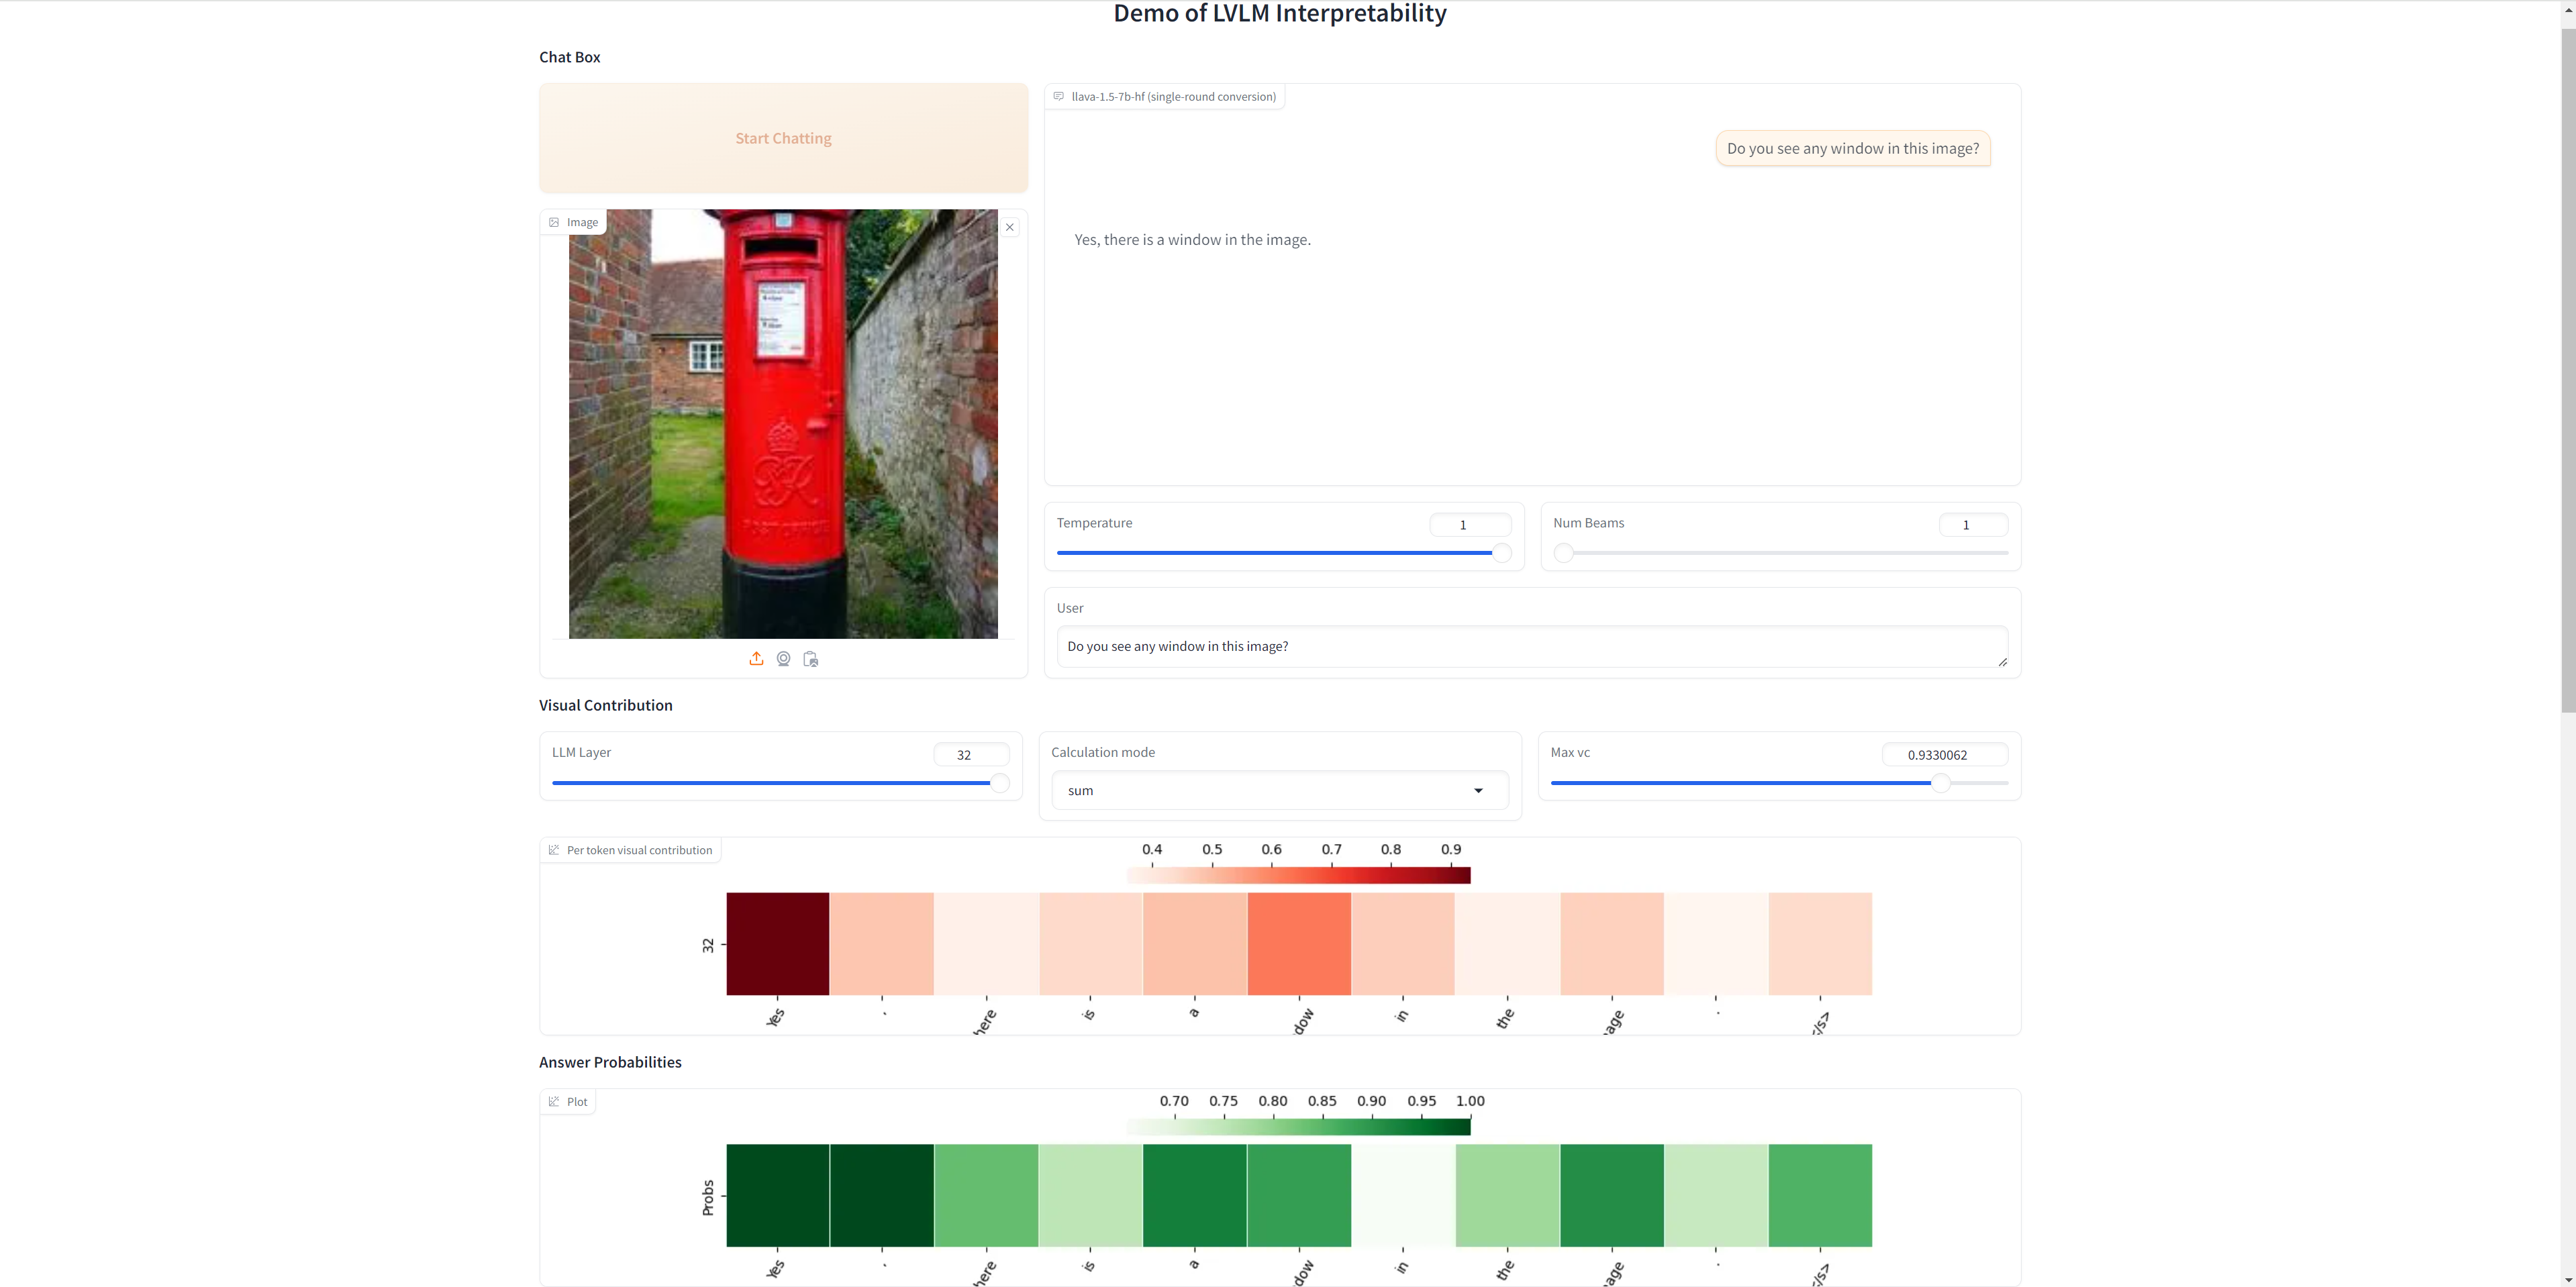 Demo of LVLM Interpretability
Chat Box
Start Chatting
Image
llava-1.5-7b-hf (single-round conversion)
Do you see any window in this image?
Yes, there is a window in the image.
Temperature
1
Num Beams
1
User
Do you see any window in this image?
Visual Contribution
LLM Layer
32
Calculation mode
sum
Max vc
0.9330062
Per token visual contribution
0.4 0.5 0.6 0.7 0.8 0.9
32
Yes , here is a dow in the age . /s>
Answer Probabilities
Plot
0.70 0.75 0.80 0.85 0.90 0.95 1.00
Probs
Yes , here is a dow in the age . /s>